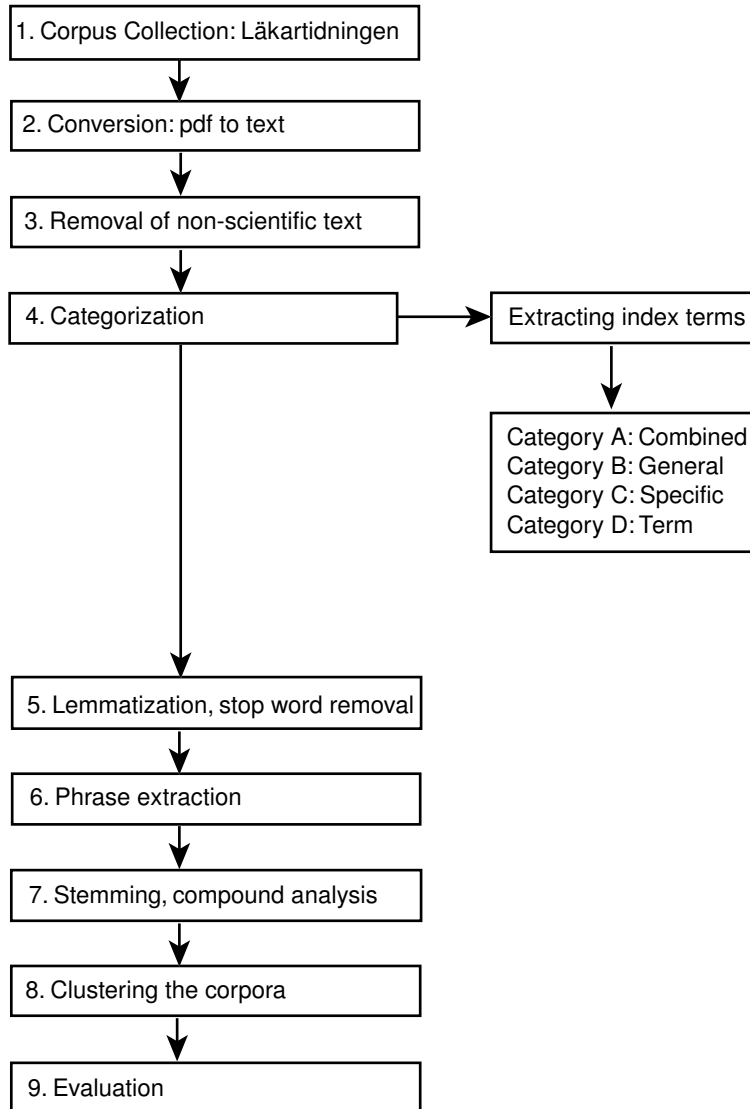 1. Corpus Collection: Läkartidningen
2. Conversion: pdf to text
3. Removal of non-scientific text
4. Categorization
Extracting index terms
Category A: Combined
Category B: General
Category C: Specific
Category D: Term
5. Lemmatization, stop word removal
6. Phrase extraction
7. Stemming, compound analysis
8. Clustering the corpora
9. Evaluation